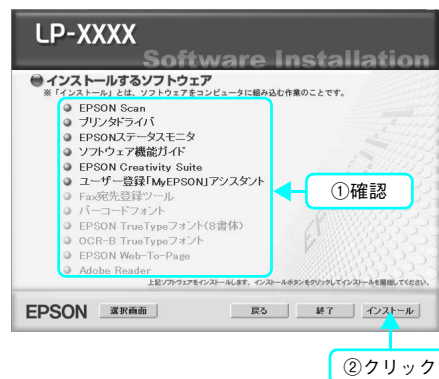 LP-XXXX
Software Installation
インストールするソフトウェア
※「インストール」とは、ソフトウェアをコンピュータに組み込む作業のことです。
EPSON Scan
プリンタドライバ
EPSONステータスモニタ
ソフトウェア機能ガイド
EPSON Creativity Suite
ユーザー登録「MyEPSON」アシスタント
Fax宛先登録ツール
バーコードフォント
EPSON TrueTypeフォント(8書体)
OCR-B TrueTypeフォント
EPSON Web-To-Page
Adobe Reader
①確認
上記ソフトウェアをインストールします。インストールボタンをクリックしてインストールを開始してください。
EPSON 選択画面 戻る 終了 インストール
②クリック